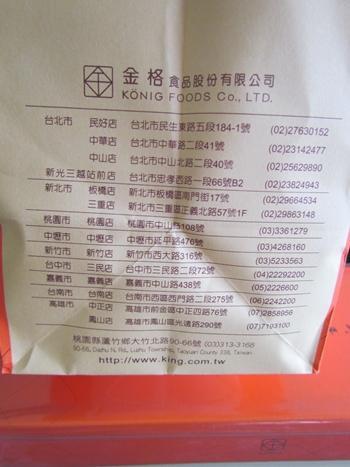 金格食品股份有限公司
KÖNIG FOODS Co., LTD.
台北市 民好店 台北市民生東路五段184-1號 (02)27630152
中華店 台北市中華路二段41號 (02)23142477
中山店 台北市中山北路二段40號 (02)25629890
新光三越站前店 台北市忠孝西路一段66號B2 (02)23824943
新北市 板橋店 新北市板橋區南門街17號 (02)29664534
三重店 新北市三重區正義北路57號1F (02)29863148
桃園市 桃園店 桃園市中山路108號 (03)3361279
中壢市 中壢店 中壢市延平路476號 (03)4268160
新竹市 新竹店 新竹市西大路316號 (03)5233563
台中市 三民店 台中市三民路二段72號 (04)22292200
嘉義市 嘉義店 嘉義市中山路438號 (05)2226600
台南市 台南店 台南市西區西門路二段275號 (06)2242200
高雄市 中正店 高雄市前金區中正四路76號 (07)2858956
鳳山店 高雄市鳳山區光遠路290號 (07)7103100
桃園縣蘆竹鄉大竹北路90-66號 (03)313-3168
90-66, Dazhu N. Rd., Luzhu Township, Taoyuan County 338, Taiwan
http://www.king.com.tw